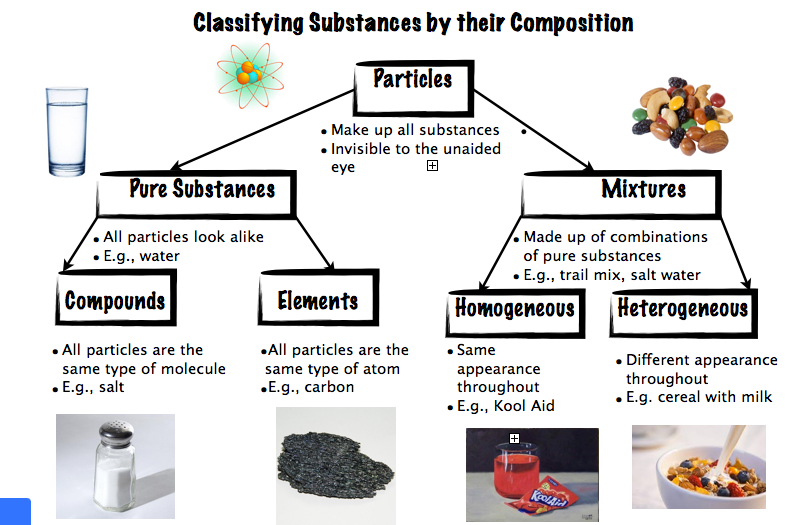 Classifying Substances by their Composition
Particles
• Make up all substances
• Invisible to the unaided
eye
•
Pure Substances
Mixtures
• All particles look alike
• E.g., water
• Made up of combinations
of pure substances
• E.g., trail mix, salt water
Compounds
Elements
Homogeneous
Heterogeneous
• All particles are the
same type of molecule
• E.g., salt
•All particles are the
same type of atom
•E.g., carbon
• Same
appearance
throughout
• E.g., Kool Aid
• Different appearance
throughout
• E.g. cereal with milk
Kool-Aid